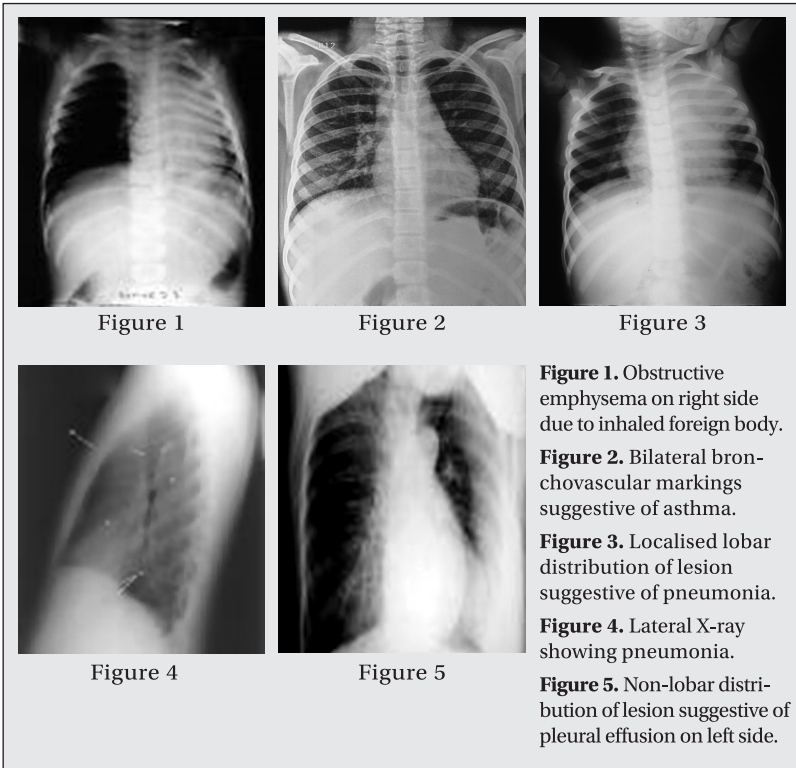 Figure 1
Figure 2
Figure 3
Figure 4
Figure 5
Figure 1. Obstructive
emphysema on right side
due to inhaled foreign body.
Figure 2. Bilateral bron-
chovascular markings
suggestive of asthma.
Figure 3. Localised lobar
distribution of lesion
suggestive of pneumonia.
Figure 4. Lateral X-ray
showing pneumonia.
Figure 5. Non-lobar distri-
bution of lesion suggestive of
pleural effusion on left side.